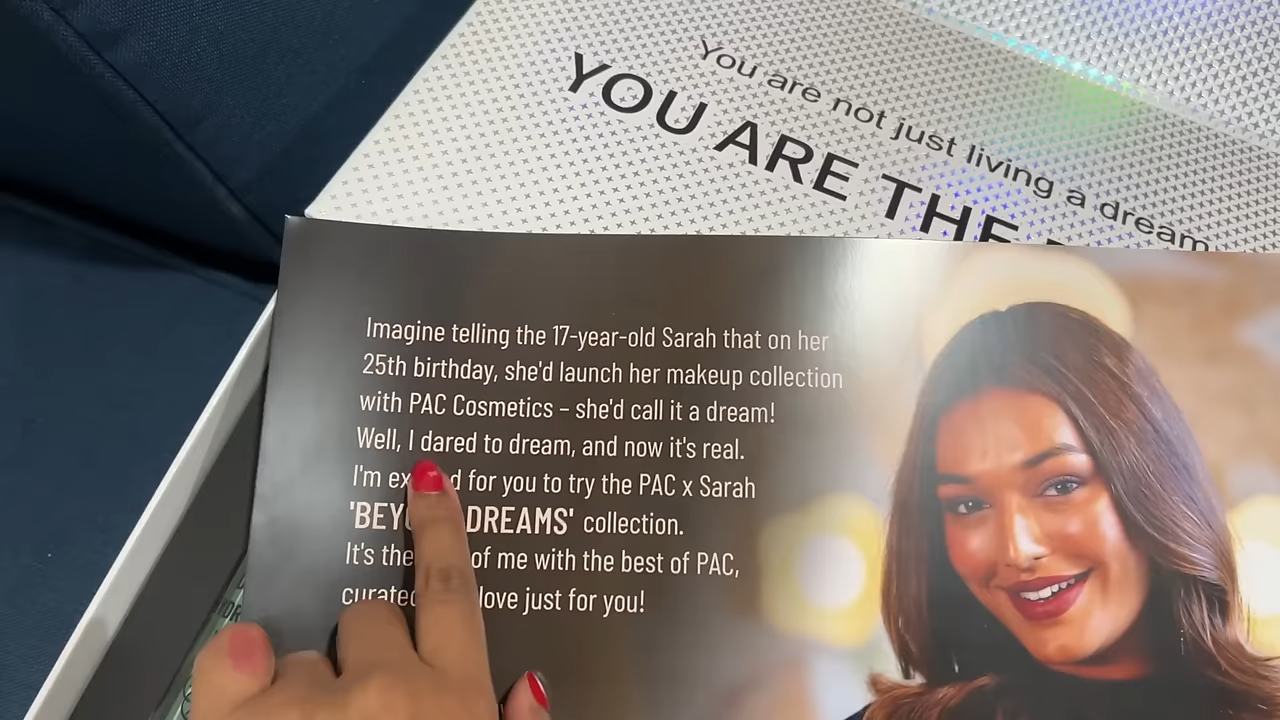 You are not just living a dream
YOU ARE THE
Imagine telling the 17-year-old Sarah that on her
25th birthday, she'd launch her makeup collection
with PAC Cosmetics – she'd call it a dream!
Well, I dared to dream, and now it's real.
I'm for you to try the PAC x Sarah
DREAMS' collection.
It's the of me with the best of PAC,
curated love just for you!